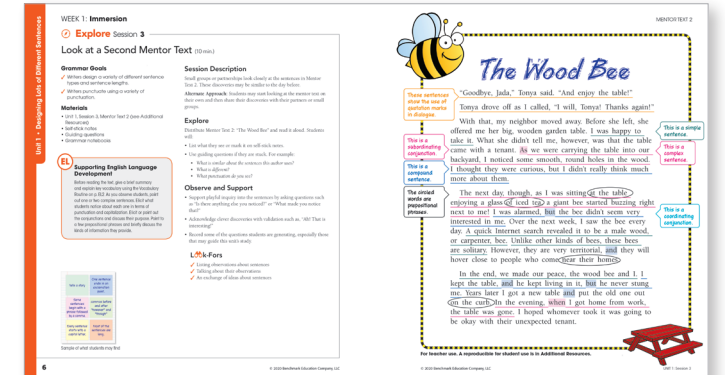 Unit 1 • Designing Lots of Different Sentences
WEEK 1: Immersion
Explore Session 3
Look at a Second Mentor Text (10 min.)
Grammar Goals
✓ Writers design a variety of different sentence
types and sentence lengths.
✓ Writers punctuate using a variety of
punctuation.
Materials
• Unit 1, Session 3, Mentor Text 2 (see Additional
Resources)
• Self-stick notes
• Guiding questions
• Grammar notebooks
EL
Supporting English Language
Development
Before reading the text, give a brief summary
and explain key vocabulary using the Vocabulary
Routine on p. BLE. As you observe students, point
out one or two complex sentences. Elicit what
students notice about each one in terms of
punctuation and capitalization. Elicit or point out
the conjunctions and discuss their purpose. Point to
a few prepositional phrases and briefly discuss the
kinds of information they provide.
Sample of what students may find
Session Description
Small groups or partnerships look closely at the sentences in Mentor
Text 2. These discoveries may be similar to the day before.
Alternate Approach: Students may start looking at the mentor text on
their own and then share their discoveries with their partners or small
groups.
Explore
Distribute Mentor Text 2: "The Wood Bee" and read it aloud. Students
will:
• List what they see or mark it on self-stick notes.
• Use guiding questions if they are stuck. For example:
• What is similar about the sentences this author uses?
• What is different?
• What punctuation do you see?
Observe and Support
• Support playful inquiry into the sentences by asking questions such
as "Is there anything else you noticed?" or "What made you notice
that?"
• Acknowledge clever discoveries with validation such as, "Ah! That is
interesting!"
• Record some of the questions students are generating, especially those
that may guide this unit's study.
Look-Fors
✓ Listing observations about sentences
✓ Talking about their observations
✓ An exchange of ideas about sentences
6
© 2020 Benchmark Education Company, LLC
MENTOR TEXT 2
The Wood Bee
These sentences
show the use of
quotation marks
in dialogue.
"Goodbye, Jada," Tonya said. "And enjoy the table!"
Tonya drove off as I called, "I will, Tonya! Thanks again!"
With that, my neighbor moved away. Before she left, she
offered me her big, wooden garden table. I was happy to
take it. What she didn't tell me, however, was that the table
came with a tenant. As we were carrying the table into our
backyard, I noticed some smooth, round holes in the wood.
I thought they were curious, but I didn't really think much
more about them.
This is a
subordinating
conjunction.
This is a
compound
sentence.
This is a simple
sentence.
This is a
complex
sentence.
The circled
words are
prepositional
phrases.
The next day, though, as I was sitting at the table,
enjoying a glass of iced tea, a giant bee started buzzing right
next to me! I was alarmed, but the bee didn't seem very
interested in me. Over the next week, I saw the bee every
day. A quick Internet search revealed it to be a male wood,
or carpenter, bee. Unlike other kinds of bees, these bees
are solitary. However, they are very territorial, and they will
hover close to people who come near their homes.
This is a
coordinating
conjunction.
In the end, we made our peace, the wood bee and I. I
kept the table, and he kept living in it, but he never stung
me. Years later I got a new table and put the old one out
on the curb. In the evening, when I got home from work,
the table was gone. I hoped whomever took it was going to
be okay with their unexpected tenant.
For teacher use. A reproducible for student use is in Additional Resources.
© 2020 Benchmark Education Company, LLC
UNIT 1: Session 3